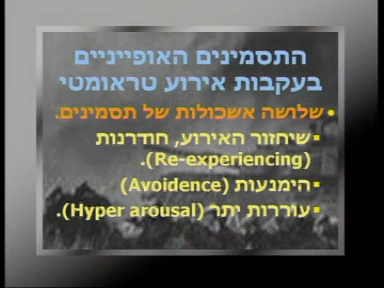 התסמינים האופייניים
בעקבות אירוע טראומטי
•שלושה אשכולות של תסמינים.
▪שיחזור האירוע, חודרנות
(Re-experiencing).
▪הימנעות (Avoidence)
▪עוררות יתר (Hyper arousal).